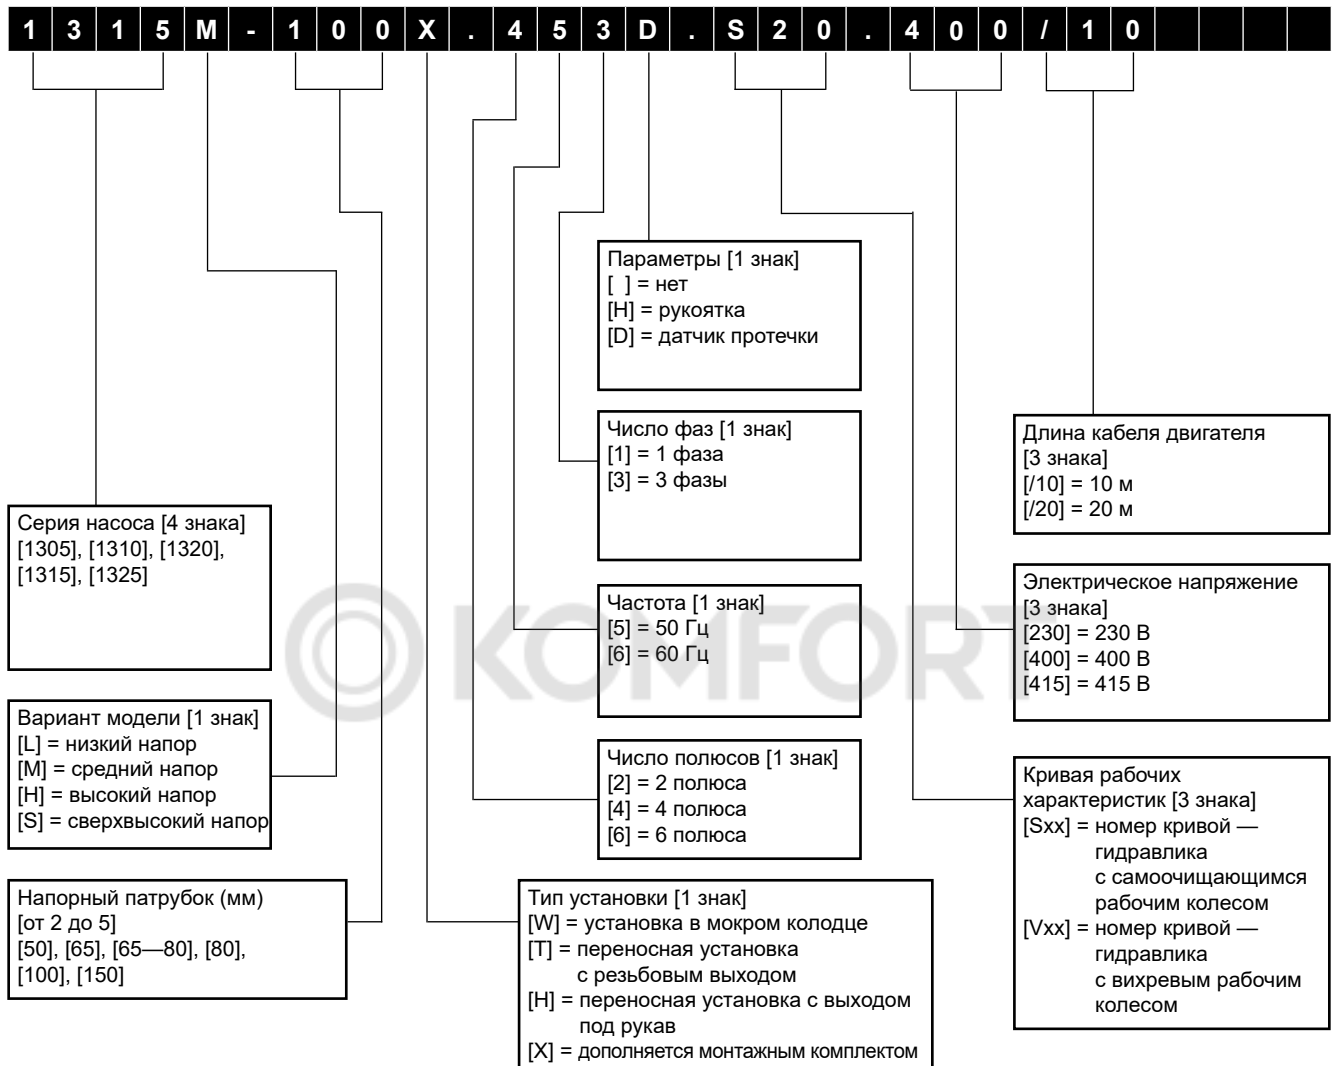 1315M-100X.453D.S20.400/10
Параметры [1 знак]
[ ] = нет
[H] = рукоятка
[D] = датчик протечки
Число фаз [1 знак]
[1] = 1 фаза
[3] = 3 фазы
Длина кабеля двигателя
[3 знака]
[/10] = 10 м
[/20] = 20 м
Серия насоса [4 знака]
[1305], [1310], [1320],
[1315], [1325]
Частота [1 знак]
[5] = 50 Гц
[6] = 60 Гц
Электрическое напряжение
[3 знака]
[230] = 230 В
[400] = 400 В
[415] = 415 В
KOMFORT
Вариант модели [1 знак]
[L] = низкий напор
[M] = средний напор
[H] = высокий напор
[S] = сверхвысокий напор
Число полюсов [1 знак]
[2] = 2 полюса
[4] = 4 полюса
[6] = 6 полюса
Кривая рабочих
характеристик [3 знака]
[Sxx] = номер кривой —
гидравлика
с самоочищающимся
рабочим колесом
[Vxx] = номер кривой —
гидравлика
с вихревым рабочим
колесом
Напорный патрубок (мм)
[от 2 до 5]
[50], [65], [65—80], [80],
[100], [150]
Тип установки [1 знак]
[W] = установка в мокром колодце
[T] = переносная установка
с резьбовым выходом
[H] = переносная установка с выходом
под рукав
[X] = дополняется монтажным комплектом